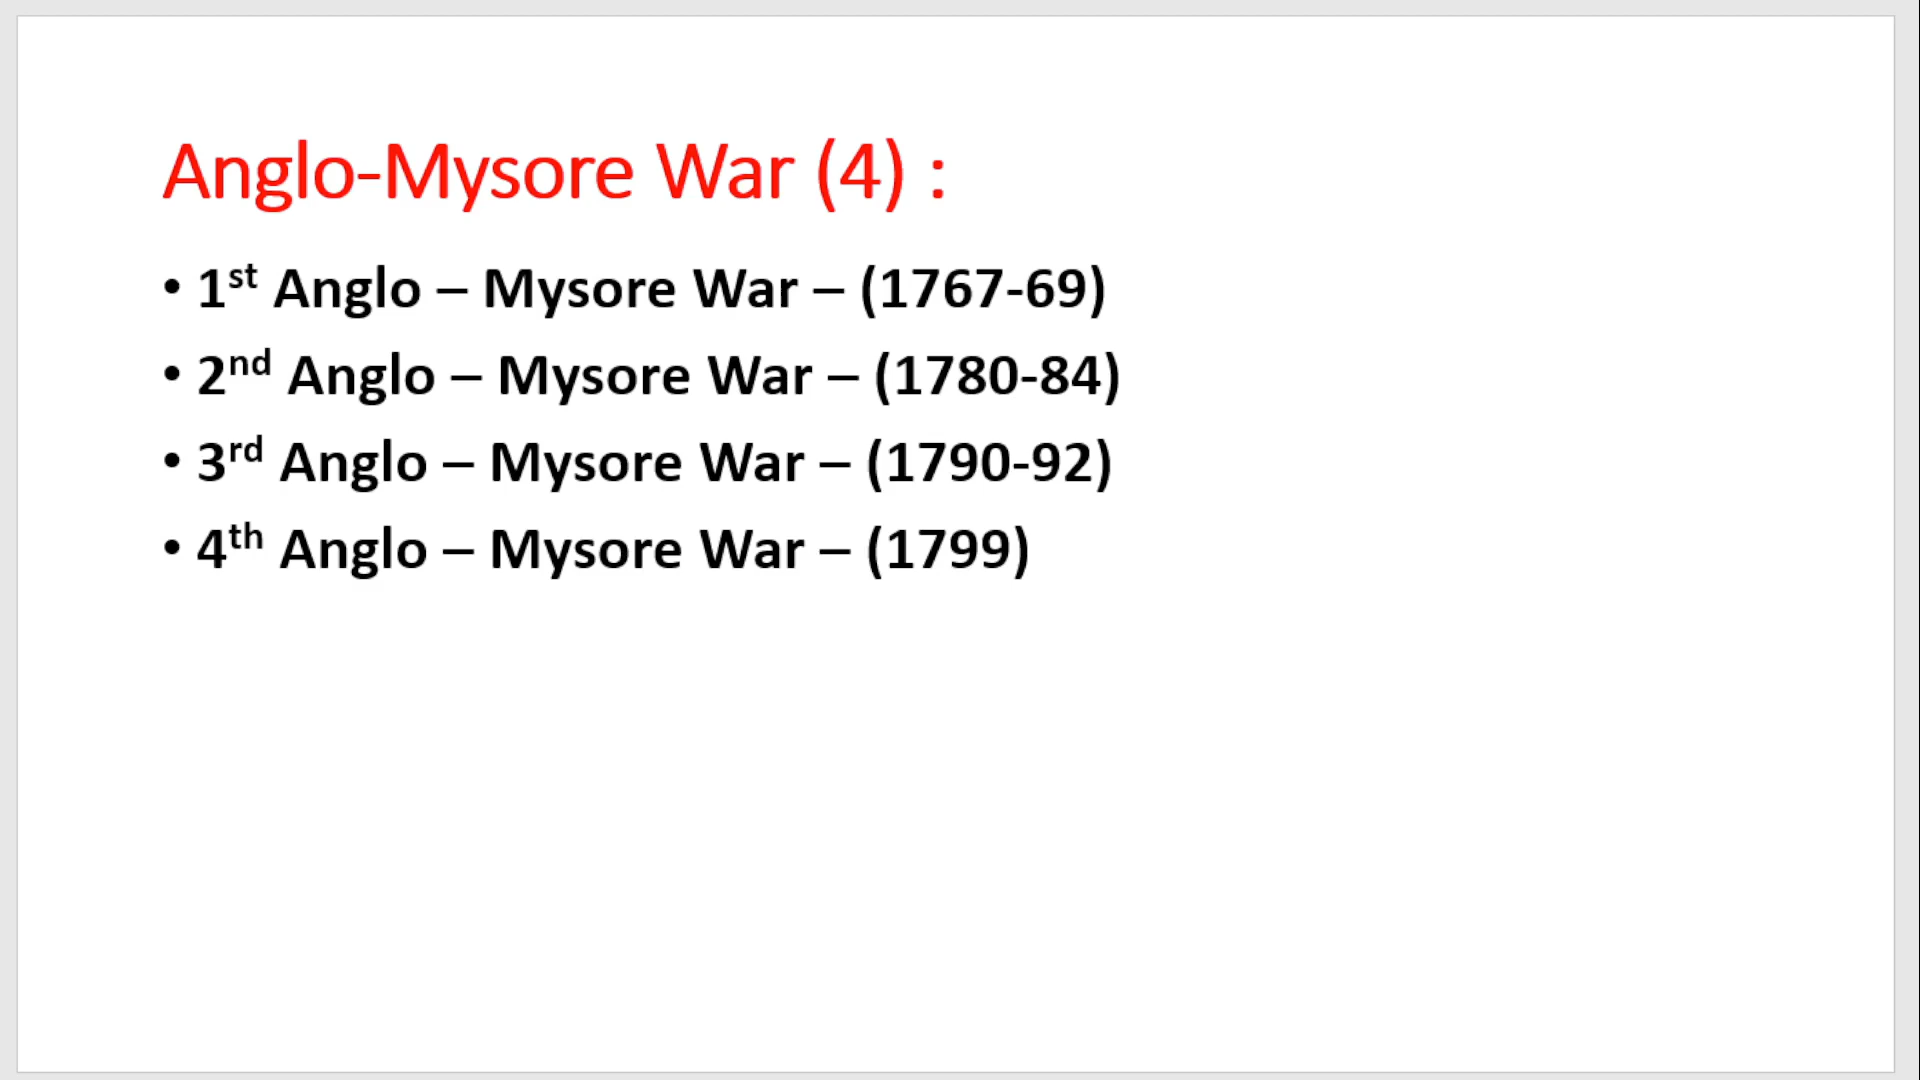 Anglo-Mysore War (4) :
• 1st Anglo – Mysore War – (1767-69)
• 2nd Anglo – Mysore War – (1780-84)
• 3rd Anglo – Mysore War – (1790-92)
• 4th Anglo – Mysore War – (1799)